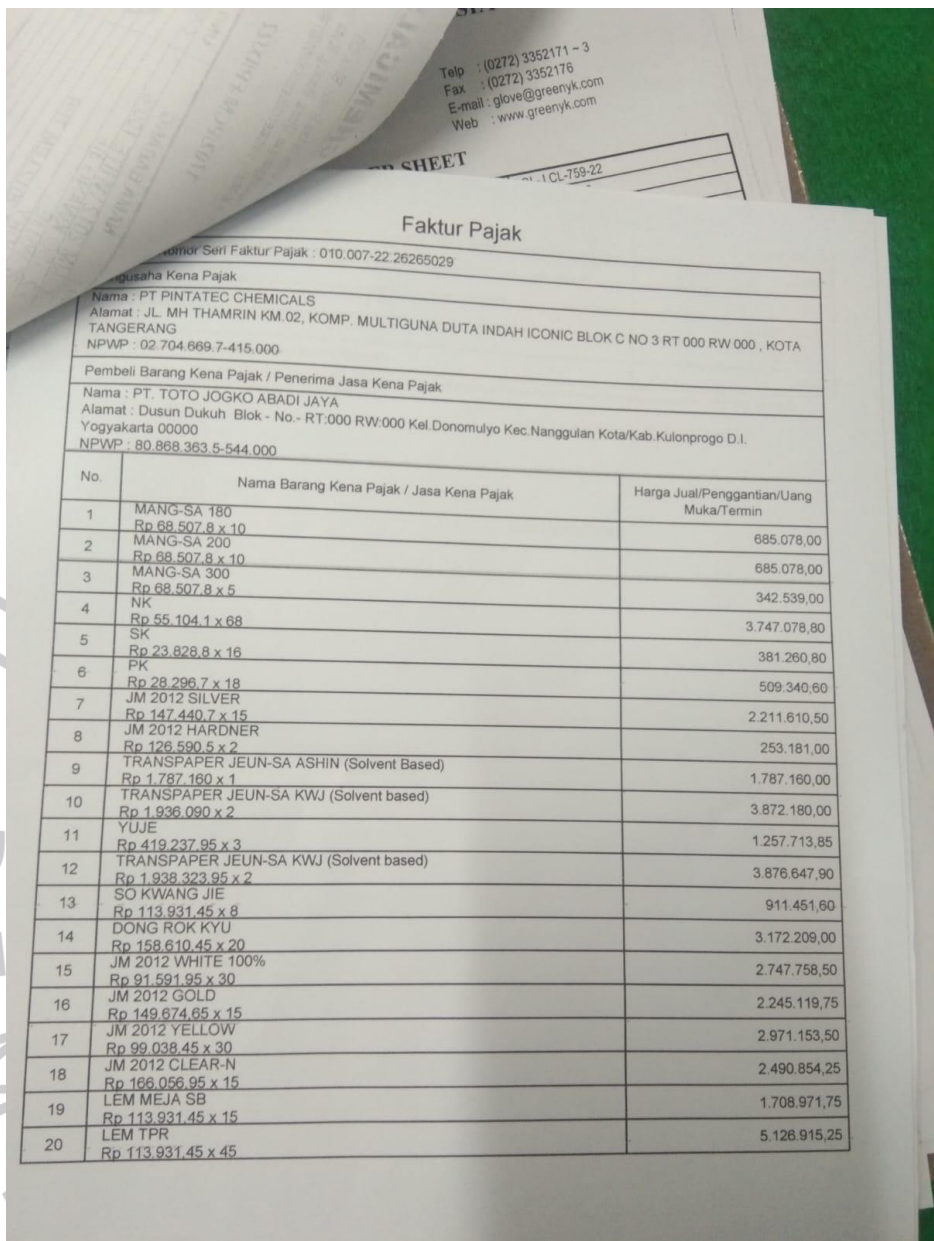 Telp : (0272) 3352171 ~ 3
Fax : (0272) 3352176
E-mail : glove@greenyk.com
Web : www.greenyk.com
SHEET
CL-759-22
Faktur Pajak
Nomor Seri Faktur Pajak : 010.007-22.26265029
Kena Pajak
Nama : PT PINTATEC CHEMICALS
Alamat : JL. MH THAMRIN KM.02, KOMP. MULTIGUNA DUTA INDAH ICONIC BLOK C NO 3 RT 000 RW 000 , KOTA
TANGERANG
NPWP : 02.704.669.7-415.000
Pembeli Barang Kena Pajak / Penerima Jasa Kena Pajak
Nama : PT. TOTO JOGKO ABADI JAYA
Alamat : Dusun Dukuh Blok - No.- RT:000 RW:000 Kel.Donomulyo Kec.Nanggulan Kota/Kab.Kulonprogo D.I.
Yogyakarta 00000
NPWP : 80.868.363.5-544.000
No. Nama Barang Kena Pajak / Jasa Kena Pajak Harga Jual/Penggantian/Uang
Muka/Termin
1 MANG-SA 180
Rp 68.507,8 x 10 685.078,00
2 MANG-SA 200
Rp 68.507,8 x 10 685.078,00
3 MANG-SA 300
Rp 68.507,8 x 5 342.539,00
4 NK
Rp 55.104,1 x 68 3.747.078,80
5 SK
Rp 23.828,8 x 16 381.260,80
6 PK
Rp 28.296,7 x 18 509.340,60
7 JM 2012 SILVER
Rp 147.440,7 x 15 2.211.610,50
8 JM 2012 HARDNER
Rp 126.590,5 x 2 253.181,00
9 TRANSPAPER JEUN-SA ASHIN (Solvent Based)
Rp 1.787.160 x 1 1.787.160,00
10 TRANSPAPER JEUN-SA KWJ (Solvent based)
Rp 1.936.090 x 2 3.872.180,00
11 YUJE
Rp 419.237,95 x 3 1.257.713,85
12 TRANSPAPER JEUN-SA KWJ (Solvent based)
Rp 1.938.323,95 x 2 3.876.647,90
13 SO KWANG JIE
Rp 113.931,45 x 8 911.451,60
14 DONG ROK KYU
Rp 158.610,45 x 20 3.172.209,00
15 JM 2012 WHITE 100%
Rp 91.591,95 x 30 2.747.758,50
16 JM 2012 GOLD
Rp 149.674,65 x 15 2.245.119,75
17 JM 2012 YELLOW
Rp 99.038,45 x 30 2.971.153,50
18 JM 2012 CLEAR-N
Rp 166.056,95 x 15 2.490.854,25
19 LEM MEJA SB
Rp 113.931,45 x 15 1.708.971,75
20 LEM TPR
Rp 113.931,45 x 45 5.126.915,25